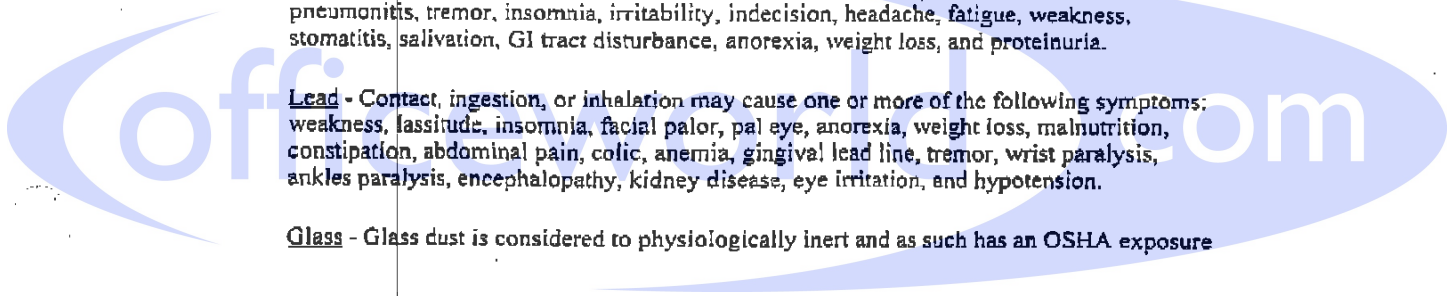 pneumonitis, tremor, insomnia, irritability, indecision, headache, fatigue, weakness,
stomatitis, salivation, GI tract disturbance, anorexia, weight loss, and proteinuria.
Lead - Contact, ingestion, or inhalation may cause one or more of the following symptoms;
weakness, lassitude, insomnia, facial palor, pal eye, anorexia, weight loss, malnutrition,
constipation, abdominal pain, colic, anemia, gingival lead line, tremor, wrist paralysis,
ankles paralysis, encephalopathy, kidney disease, eye irritation, and hypotension.
Glass - Glass dust is considered to physiologically inert and as such has an OSHA exposure
officeworld.com